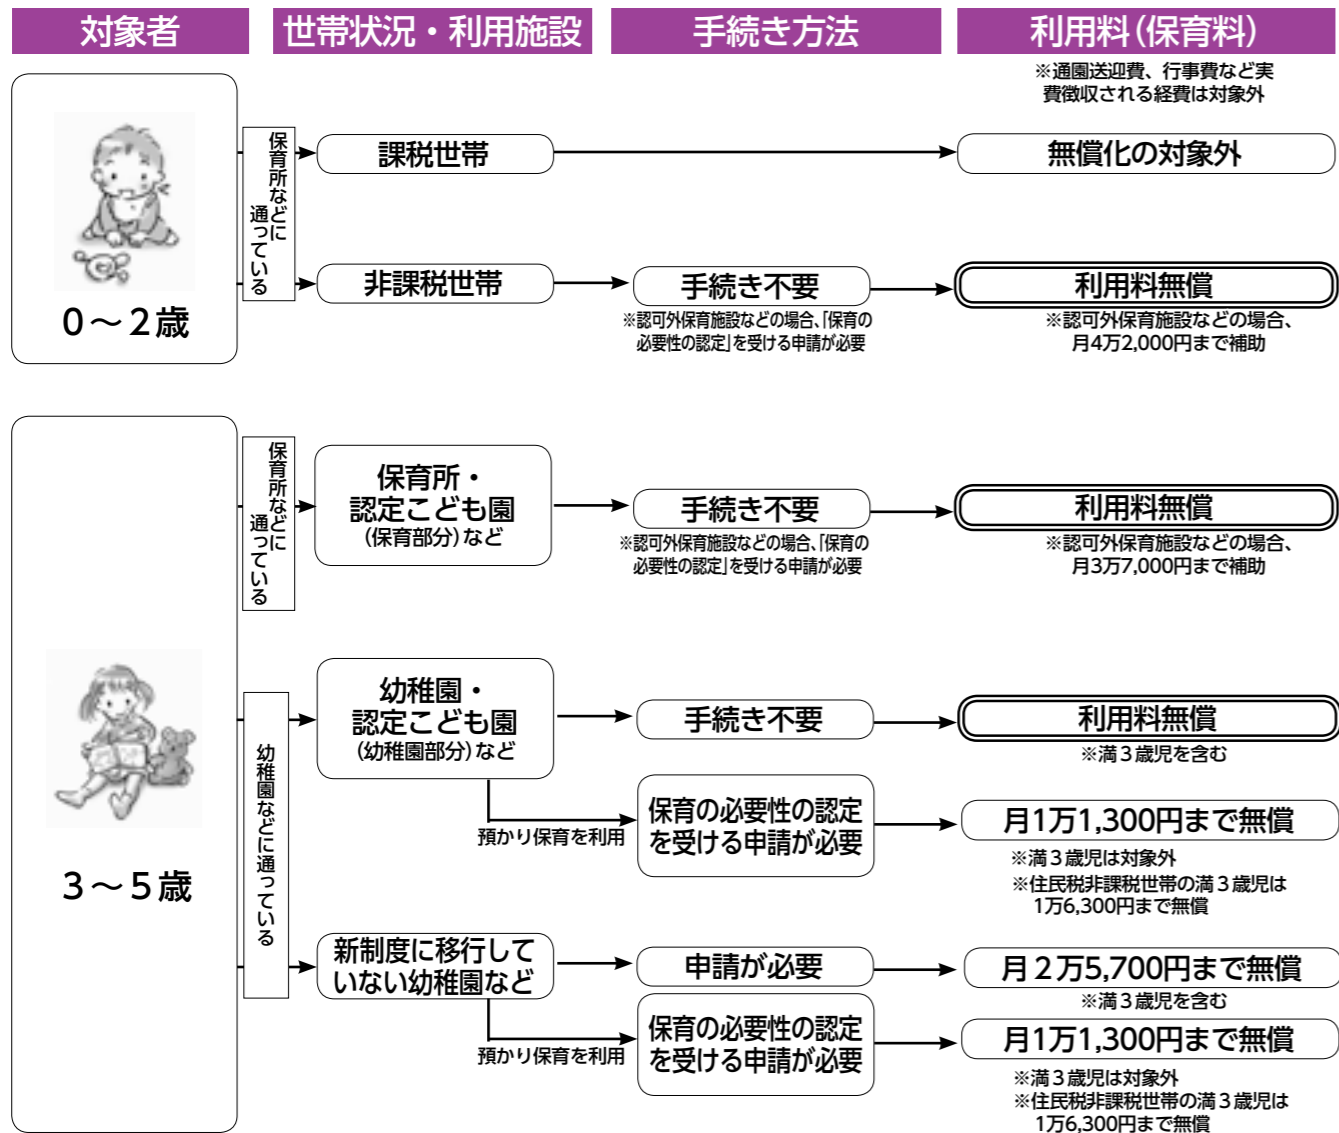 対象者
世帯状況・利用施設
手続き方法
利用料（保育料）
※通園送迎費、行事費など実
費徴収される経費は対象外
0～2歳
保育所などに
通っている
課税世帯
無償化の対象外
非課税世帯
手続き不要
※認可外保育施設などの場合、「保育の
必要性の認定」を受ける申請が必要
利用料無償
※認可外保育施設などの場合、
月4万2,000円まで補助
3～5歳
保育所などに
通っている
保育所・
認定こども園
（保育部分）など
手続き不要
※認可外保育施設などの場合、「保育の
必要性の認定」を受ける申請が必要
利用料無償
※認可外保育施設などの場合、
月3万7,000円まで補助
幼稚園などに通っている
幼稚園・
認定こども園
（幼稚園部分）など
手続き不要
利用料無償
※満３歳児を含む
預かり保育を利用
保育の必要性の認定
を受ける申請が必要
月1万1,300円まで無償
※満３歳児は対象外
※住民税非課税世帯の満３歳児は
1万6,300円まで無償
新制度に移行して
いない幼稚園など
申請が必要
月２万5,700円まで無償
※満３歳児を含む
預かり保育を利用
保育の必要性の認定
を受ける申請が必要
月1万1,300円まで無償
※満３歳児は対象外
※住民税非課税世帯の満３歳児は
1万6,300円まで無償